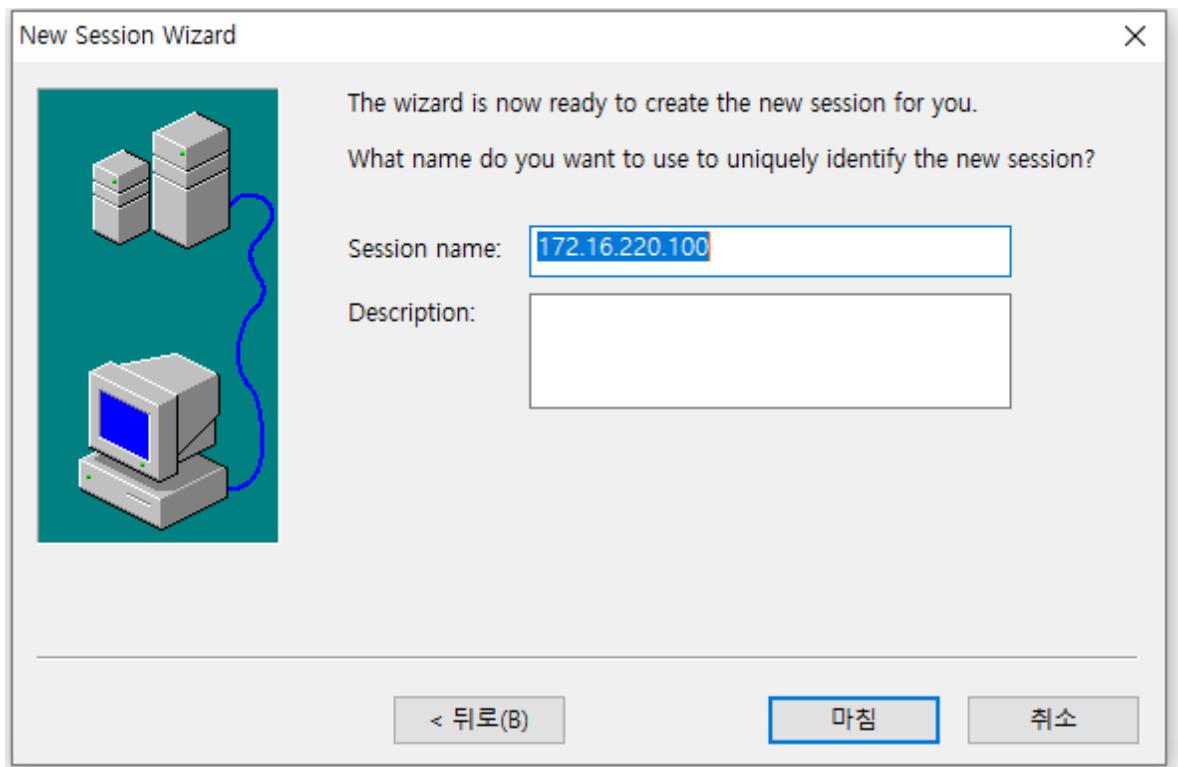 New Session Wizard
The wizard is now ready to create the new session for you.
What name do you want to use to uniquely identify the new session?
Session name: 172.16.220.100
Description:
< 뒤로(B) 마침 취소